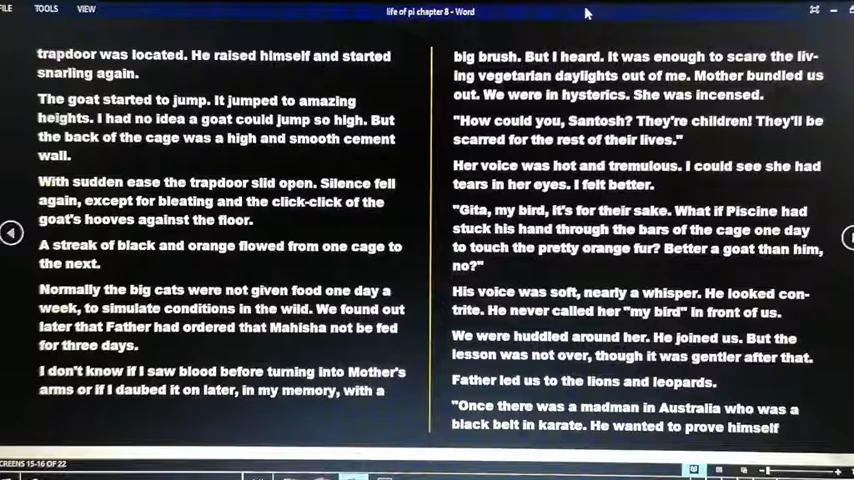 FILE TOOLS VIEW
life of pi chapter 8 - Word
trapdoor was located. He raised himself and started
snarling again.
The goat started to jump. It jumped to amazing
heights. I had no idea a goat could jump so high. But
the back of the cage was a high and smooth cement
wall.
With sudden ease the trapdoor slid open. Silence fell
again, except for bleating and the click-click of the
goat's hooves against the floor.
A streak of black and orange flowed from one cage to
the next.
Normally the big cats were not given food one day a
week, to simulate conditions in the wild. We found out
later that Father had ordered that Mahisha not be fed
for three days.
I don't know if I saw blood before turning into Mother's
arms or if I daubed it on later, in my memory, with a
big brush. But I heard. It was enough to scare the liv-
ing vegetarian daylights out of me. Mother bundled us
out. We were in hysterics. She was incensed.
"How could you, Santosh? They're children! They'll be
scarred for the rest of their lives."
Her voice was hot and tremulous. I could see she had
tears in her eyes. I felt better.
"Gita, my bird, it's for their sake. What if Piscine had
stuck his hand through the bars of the cage one day
to touch the pretty orange fur? Better a goat than him,
no?"
His voice was soft, nearly a whisper. He looked con-
trite. He never called her "my bird" in front of us.
We were huddled around her. He joined us. But the
lesson was not over, though it was gentler after that.
Father led us to the lions and leopards.
"Once there was a madman in Australia who was a
black belt in karate. He wanted to prove himself
SCREENS 15-16 OF 22